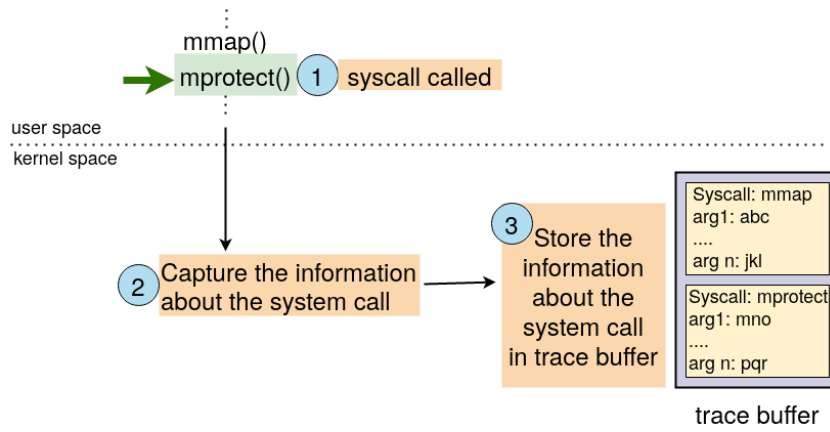 mmap()
mprotect()
1
syscall called
user space
kernel space
2
Capture the information
about the system call
3
Store the
information
about the
system call
in trace buffer
Syscall: mmap
arg1: abc
....
arg n: jkl
Syscall: mprotect
arg1: mno
....
arg n: pqr
trace buffer